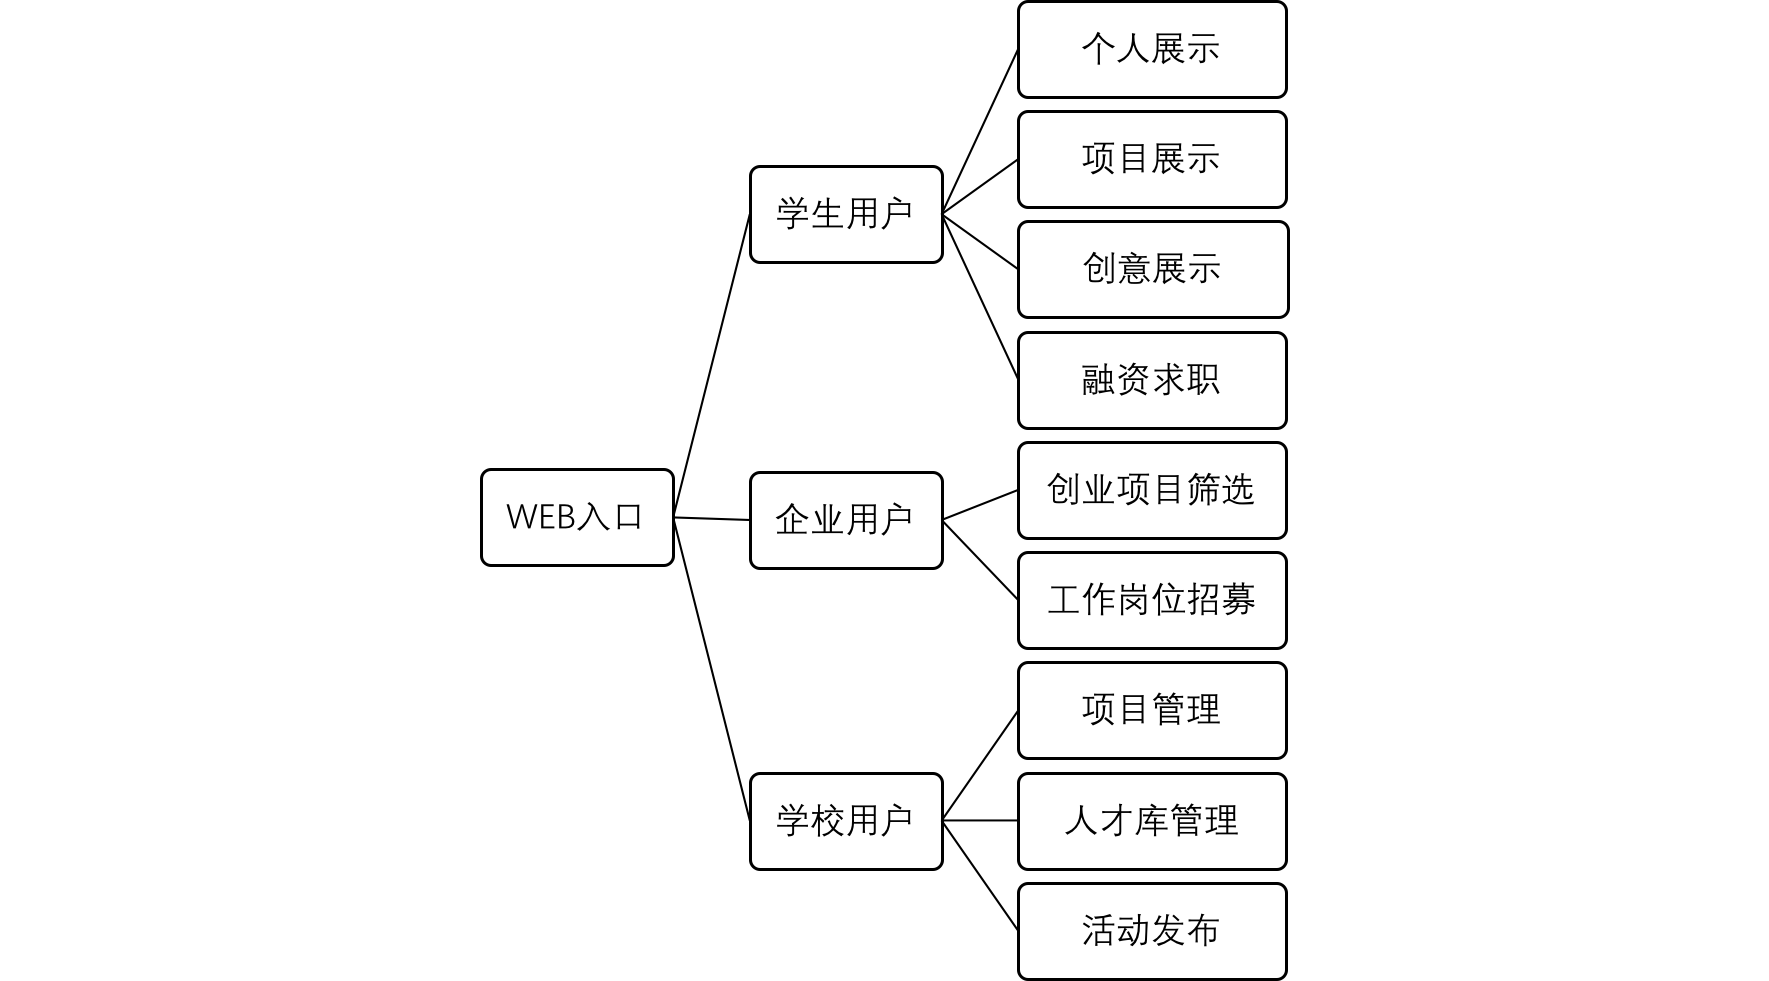 WEB入口
学生用户
个人展示
项目展示
创意展示
融资求职
企业用户
创业项目筛选
工作岗位招募
学校用户
项目管理
人才库管理
活动发布